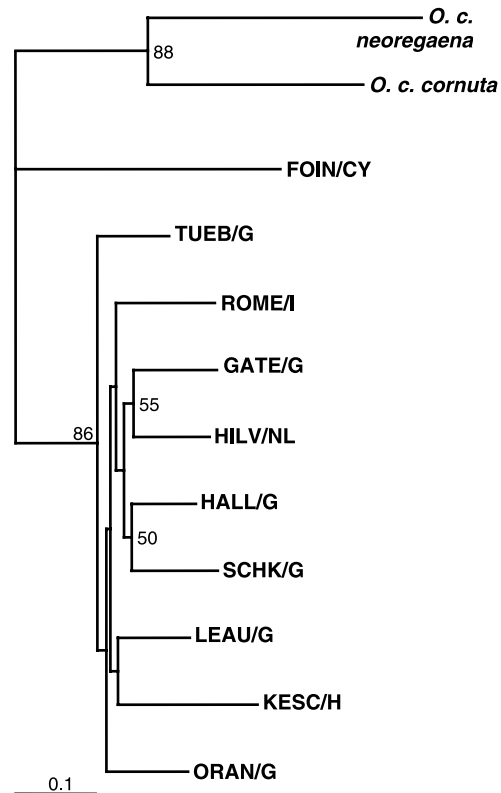 O. c.
neoregaena
88
O. c. cornuta
FOIN/CY
TUEB/G
ROME/I
GATE/G
55
86
HILV/NL
HALL/G
50
SCHK/G
LEAU/G
KESC/H
ORAN/G
0.1